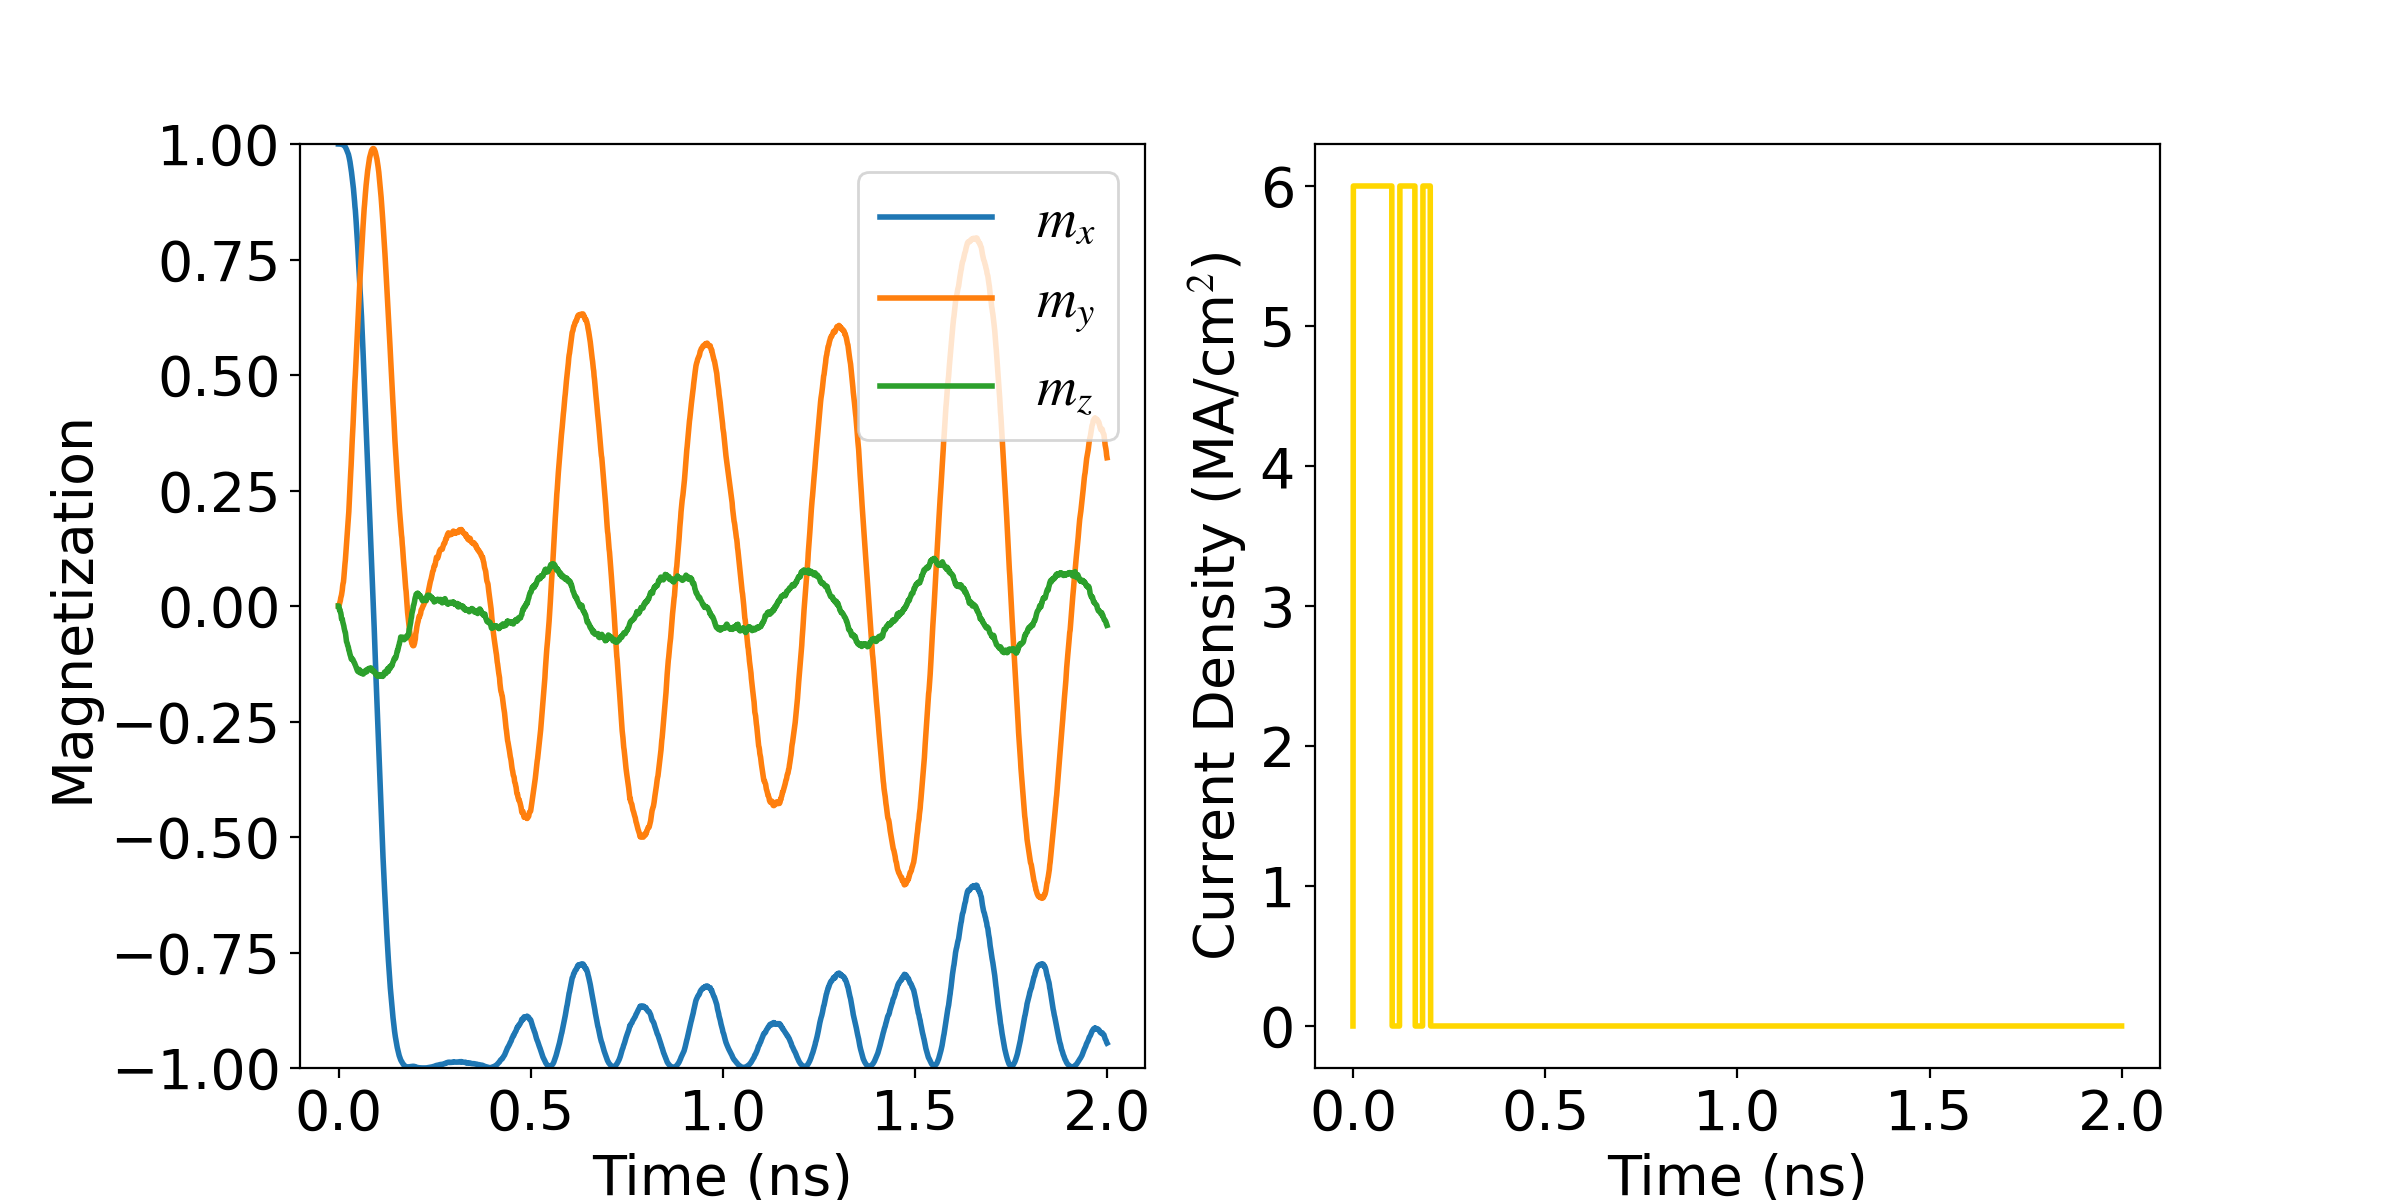 Magnetization
1.00
0.75
0.50
0.25
0.00
−0.25
−0.50
−0.75
−1.00
0.0 0.5 1.0 1.5 2.0
Time (ns)
m_x
m_y
m_z
Current Density (MA/cm²)
6
5
4
3
2
1
0
0.0 0.5 1.0 1.5 2.0
Time (ns)